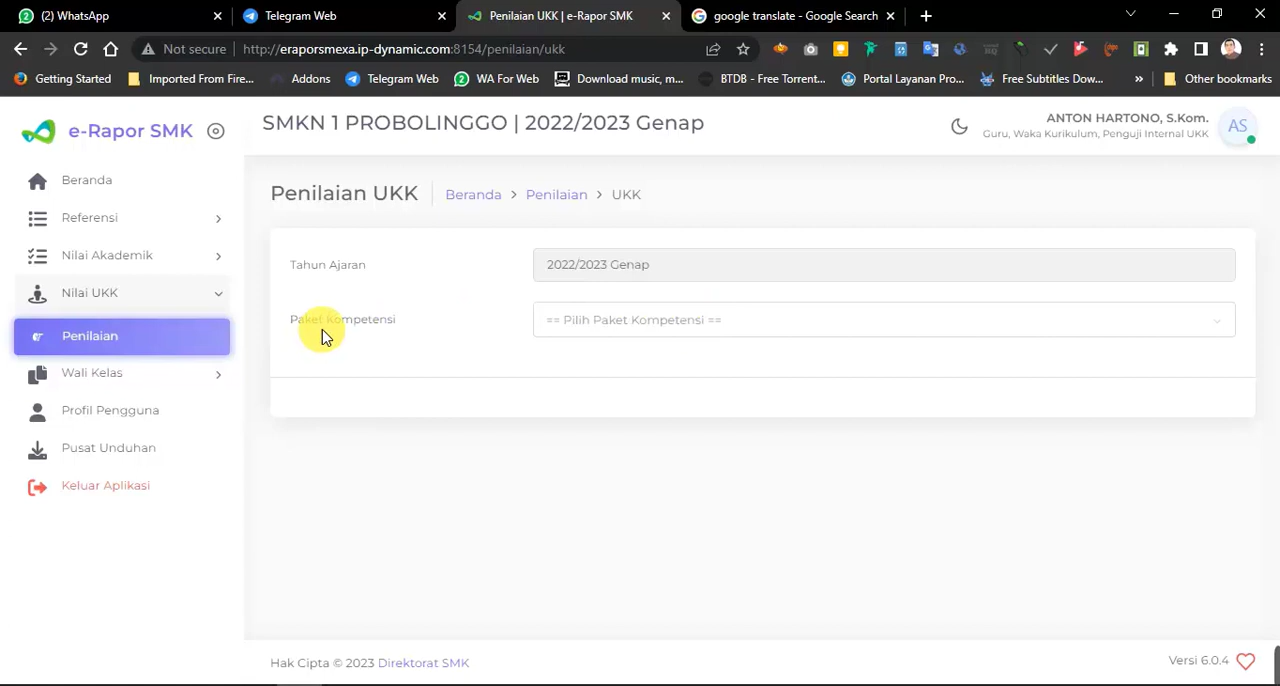 (2) WhatsApp
Telegram Web
Penilaian UKK | e-Rapor SMK
google translate - Google Search
Not secure
http://eraporsmexa.ip-dynamic.com:8154/penilaian/ukk
Getting Started
Imported From Fire...
Addons
Telegram Web
WA For Web
Download music, m...
BTDB - Free Torrent...
Portal Layanan Pro...
Free Subtitles Dow...
»
Other bookmarks
e-Rapor SMK
SMKN 1 PROBOLINGGO | 2022/2023 Genap
ANTON HARTONO, S.Kom.
Guru, Waka Kurikulum, Penguji Internal UKK
AS
Beranda
Referensi
Nilai Akademik
Nilai UKK
Penilaian
Wali Kelas
Profil Pengguna
Pusat Unduhan
Keluar Aplikasi
Penilaian UKK
Beranda > Penilaian > UKK
Tahun Ajaran
2022/2023 Genap
Paket Kompetensi
== Pilih Paket Kompetensi ==
Hak Cipta © 2023 Direktorat SMK
Versi 6.0.4